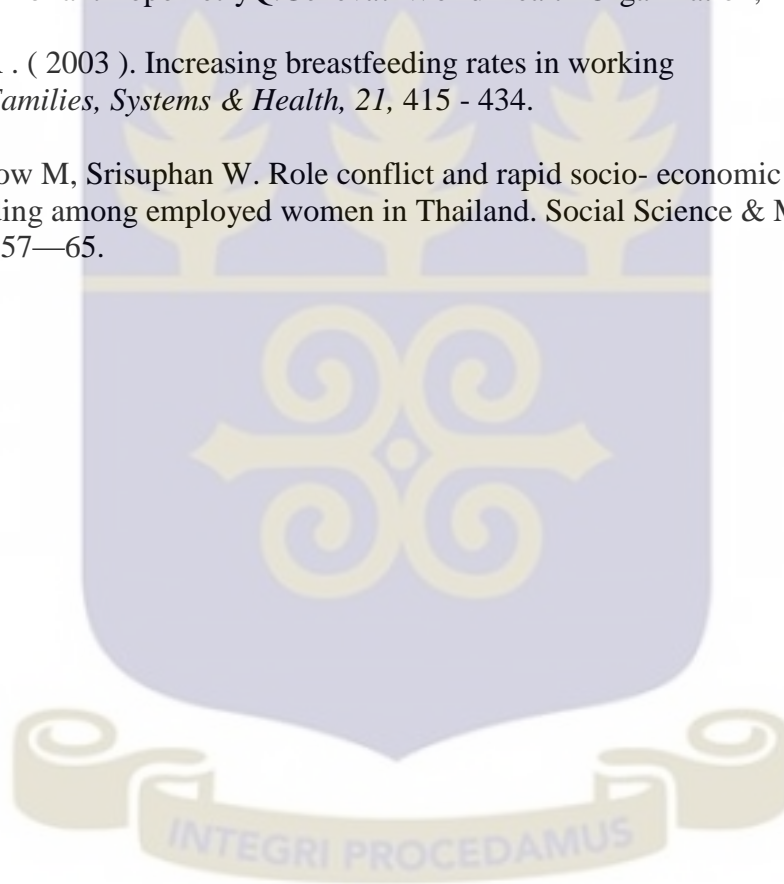 . ( 2003 ). Increasing breastfeeding rates in working
Families, Systems & Health, 21, 415 - 434.
ow M, Srisuphan W. Role conflict and rapid socio- economic
ing among employed women in Thailand. Social Science & M
57—65.
INTEGRI PROCEDAMUS